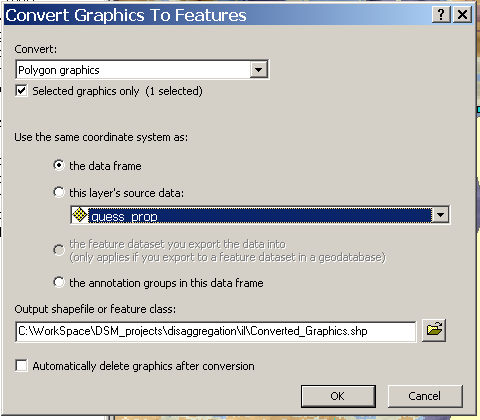 Convert Graphics To Features
Convert:
Polygon graphics
Selected graphics only (1 selected)
Use the same coordinate system as:
the data frame
this layer's source data:
guess_prop
the feature dataset you export the data into
(only applies if you export to a feature dataset in a geodatabase)
the annotation groups in this data frame
Output shapefile or feature class:
C:\WorkSpace\DSM_projects\disaggregation\il\Converted_Graphics.shp
Automatically delete graphics after conversion
OK Cancel